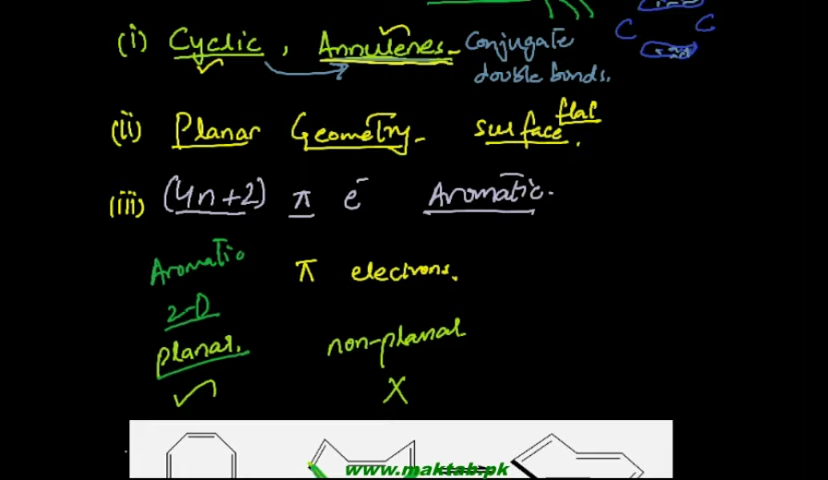 (i) Cyclic, Annulenes- Conjugate
double bonds.
C C
(ii) Planar Geometry- surface flat.
(iii) (4n+2) π e⁻ Aromatic.
Aromatic π electrons.
2-D
planar. non-planar
✓ X
www.maktab.pk